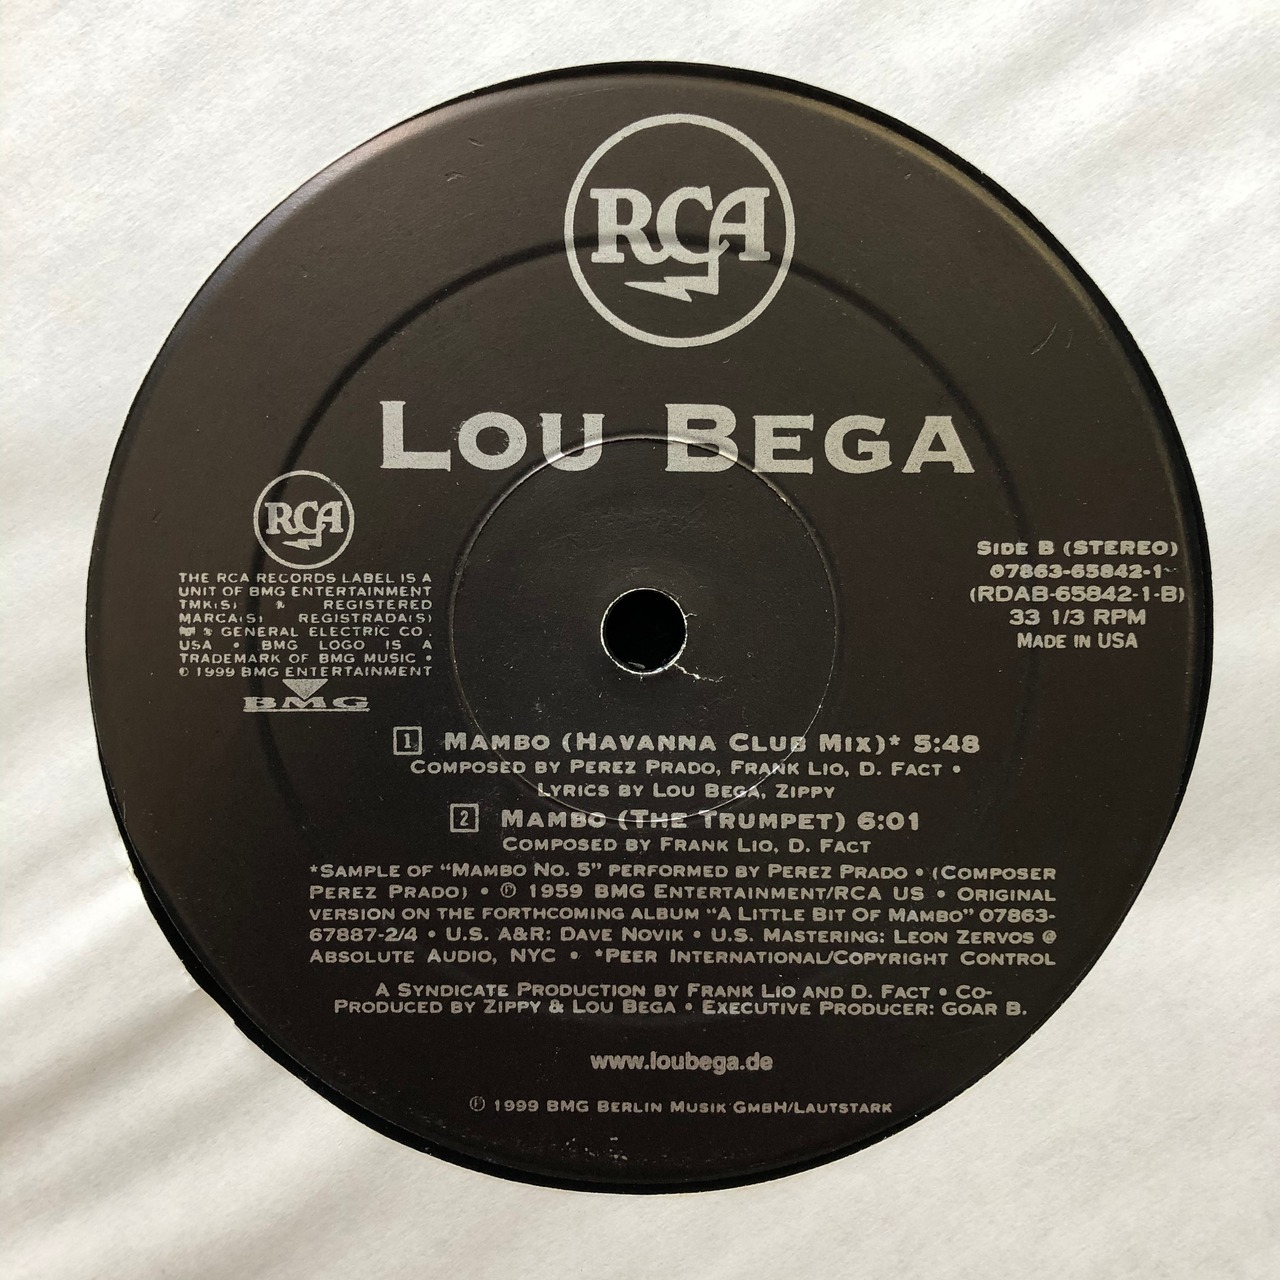 RCA
LOU BEGA
RCA
THE RCA RECORDS LABEL IS A
UNIT OF BMG ENTERTAINMENT
TMK(S) ® REGISTERED
MARCA(S) REGISTRADA(S)
GENERAL ELECTRIC CO.
USA • BMG LOGO IS A
TRADEMARK OF BMG MUSIC •
© 1999 BMG ENTERTAINMENT
BMG
SIDE B (STEREO)
07863-65842-1
(RDAB-65842-1-B)
33 1/3 RPM
MADE IN USA
1 MAMBO (HAVANNA CLUB MIX)* 5:48
COMPOSED BY PEREZ PRADO, FRANK LIO, D. FACT •
LYRICS BY LOU BEGA, ZIPPY
2 MAMBO (THE TRUMPET) 6:01
COMPOSED BY FRANK LIO, D. FACT
*SAMPLE OF “MAMBO NO. 5” PERFORMED BY PEREZ PRADO • (COMPOSER
PEREZ PRADO) • ℗ 1959 BMG ENTERTAINMENT/RCA US • ORIGINAL
VERSION ON THE FORTHCOMING ALBUM “A LITTLE BIT OF MAMBO” 07863-
67887-2/4 • U.S. A&R: DAVE NOVIK • U.S. MASTERING: LEON ZERVOS @
ABSOLUTE AUDIO, NYC • *PEER INTERNATIONAL/COPYRIGHT CONTROL
A SYNDICATE PRODUCTION BY FRANK LIO AND D. FACT • CO-
PRODUCED BY ZIPPY & LOU BEGA • EXECUTIVE PRODUCER: GOAR B.
www.loubega.de
℗ 1999 BMG BERLIN MUSIK GMBH/LAUTSTARK